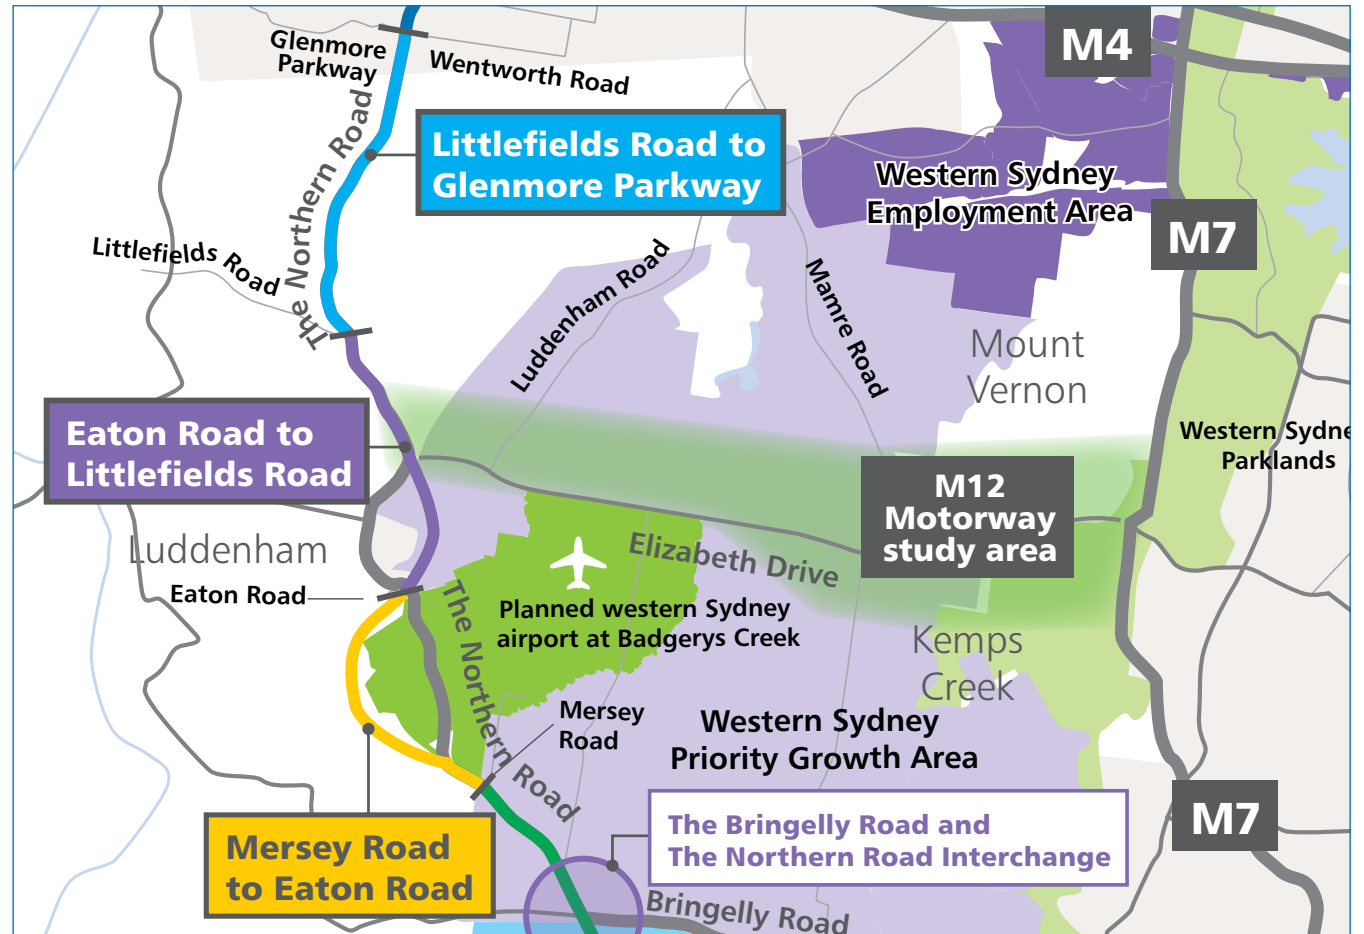 M4
Glenmore
Parkway
Wentworth Road
The Northern Road
Littlefields Road to
Glenmore Parkway
Western Sydney
Employment Area
M7
Littlefields Road
Luddenham Road
Mamre Road
Mount
Vernon
Eaton Road to
Littlefields Road
Western Sydne
Parklands
M12
Motorway
study area
Luddenham
Elizabeth Drive
Eaton Road
The Northern Road
Planned western Sydney
airport at Badgerys Creek
Kemps
Creek
Mersey
Road
Western Sydney
Priority Growth Area
M7
Mersey Road
to Eaton Road
The Bringelly Road and
The Northern Road Interchange
Bringelly Road